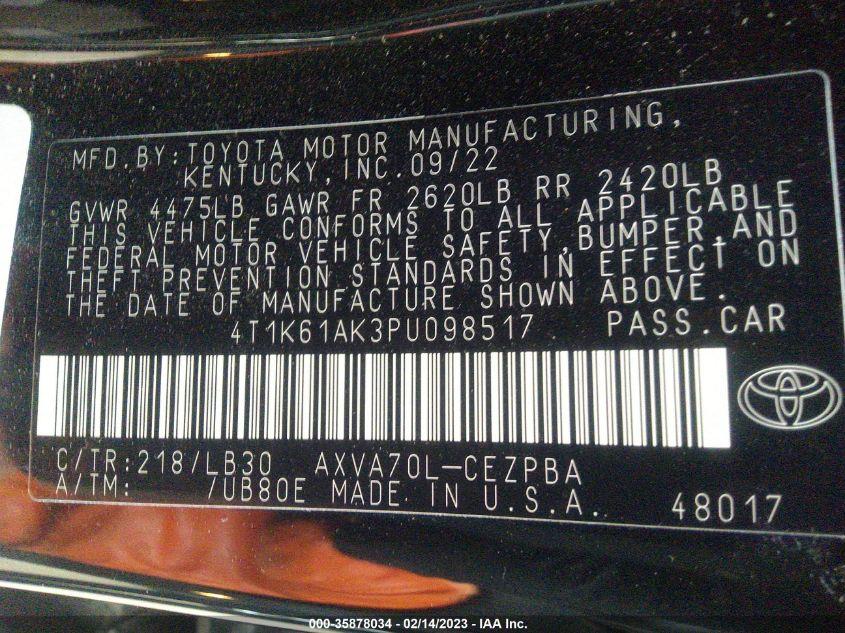 MFD.BY:TOYOTA MOTOR MANUFACTURING,
KENTUCKY,INC.09/22
GVWR 4475LB GAWR FR 2620LB RR 2420LB
THIS VEHICLE CONFORMS TO ALL APPLICABLE
FEDERAL MOTOR VEHICLE SAFETY,BUMPER,AND
THEFT PREVENTION STANDARDS IN EFFECT ON
THE DATE OF MANUFACTURE SHOWN ABOVE.
4T1K61AK3PU098517 PASS.CAR
C/TR:218/LB30 AXVA70L-CEZPBA
A/TM: /UB80E MADE IN U.S.A. 48017
000-35878034 — 02/14/2023 — IAA Inc.